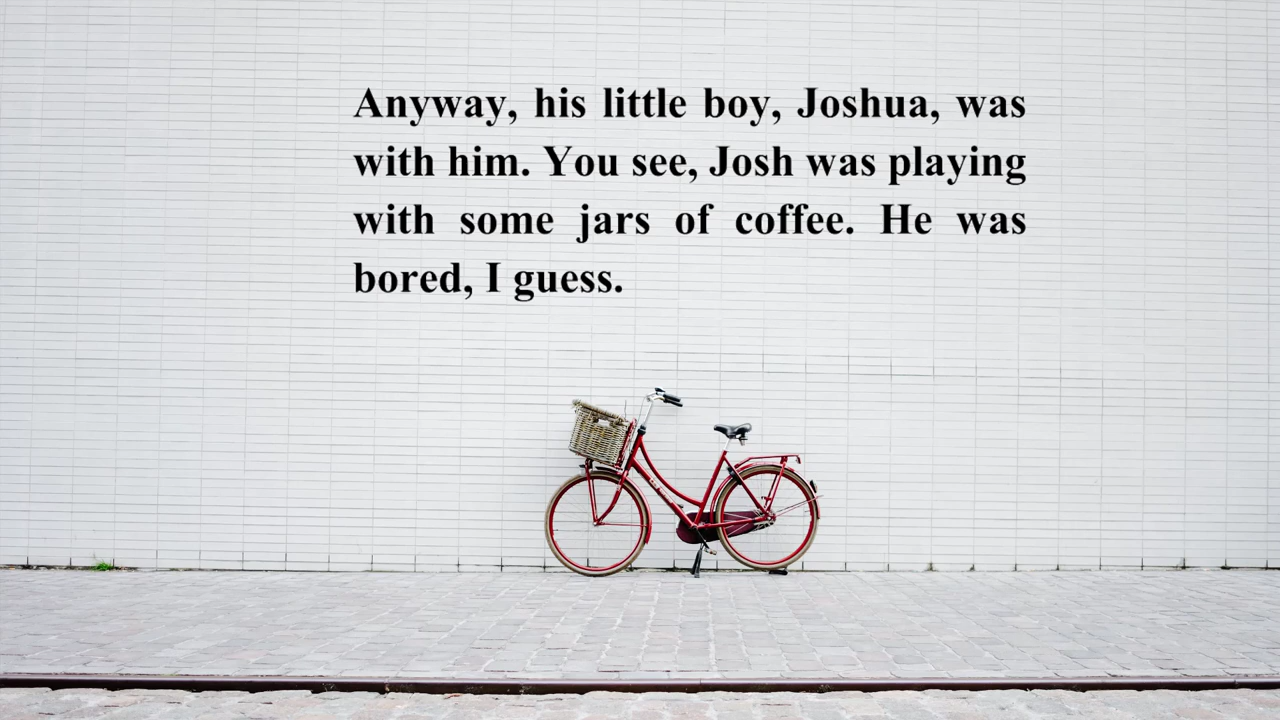 Anyway, his little boy, Joshua, was
with him. You see, Josh was playing
with some jars of coffee. He was
bored, I guess.